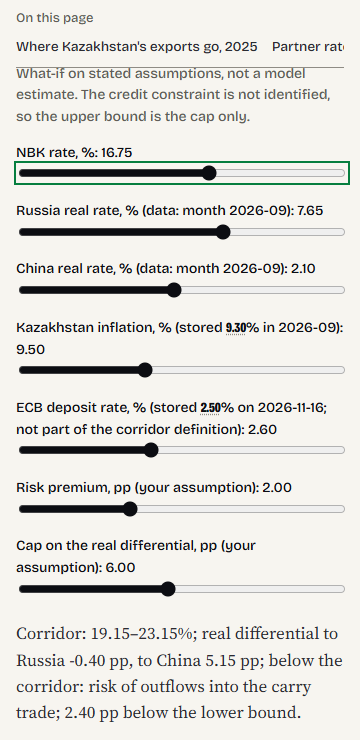 On this page
Where Kazakhstan's exports go, 2025 Partner rat
What-if on stated assumptions, not a model
estimate. The credit constraint is not identified,
so the upper bound is the cap only.
NBK rate, %: 16.75
Russia real rate, % (data: month 2026-09): 7.65
China real rate, % (data: month 2026-09): 2.10
Kazakhstan inflation, % (stored 9.30% in 2026-09):
9.50
ECB deposit rate, % (stored 2.50% on 2026-11-16;
not part of the corridor definition): 2.60
Risk premium, pp (your assumption): 2.00
Cap on the real differential, pp (your
assumption): 6.00
Corridor: 19.15–23.15%; real differential to
Russia -0.40 pp, to China 5.15 pp; below the
corridor: risk of outflows into the carry
trade; 2.40 pp below the lower bound.